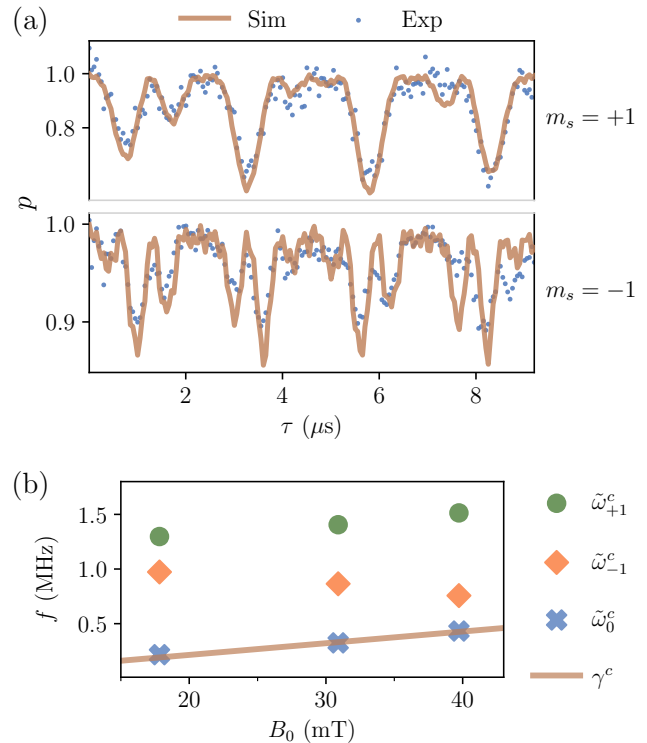 (a)
Sim
Exp
1.0
0.8
m_s = +1
p
1.0
0.9
m_s = −1
2 4 6 8
τ (μs)
(b)
1.5
1.0
0.5
f (MHz)
20 30 40
B_0 (mT)
ω̃^c_{+1}
ω̃^c_{−1}
ω̃^c_0
γ^c